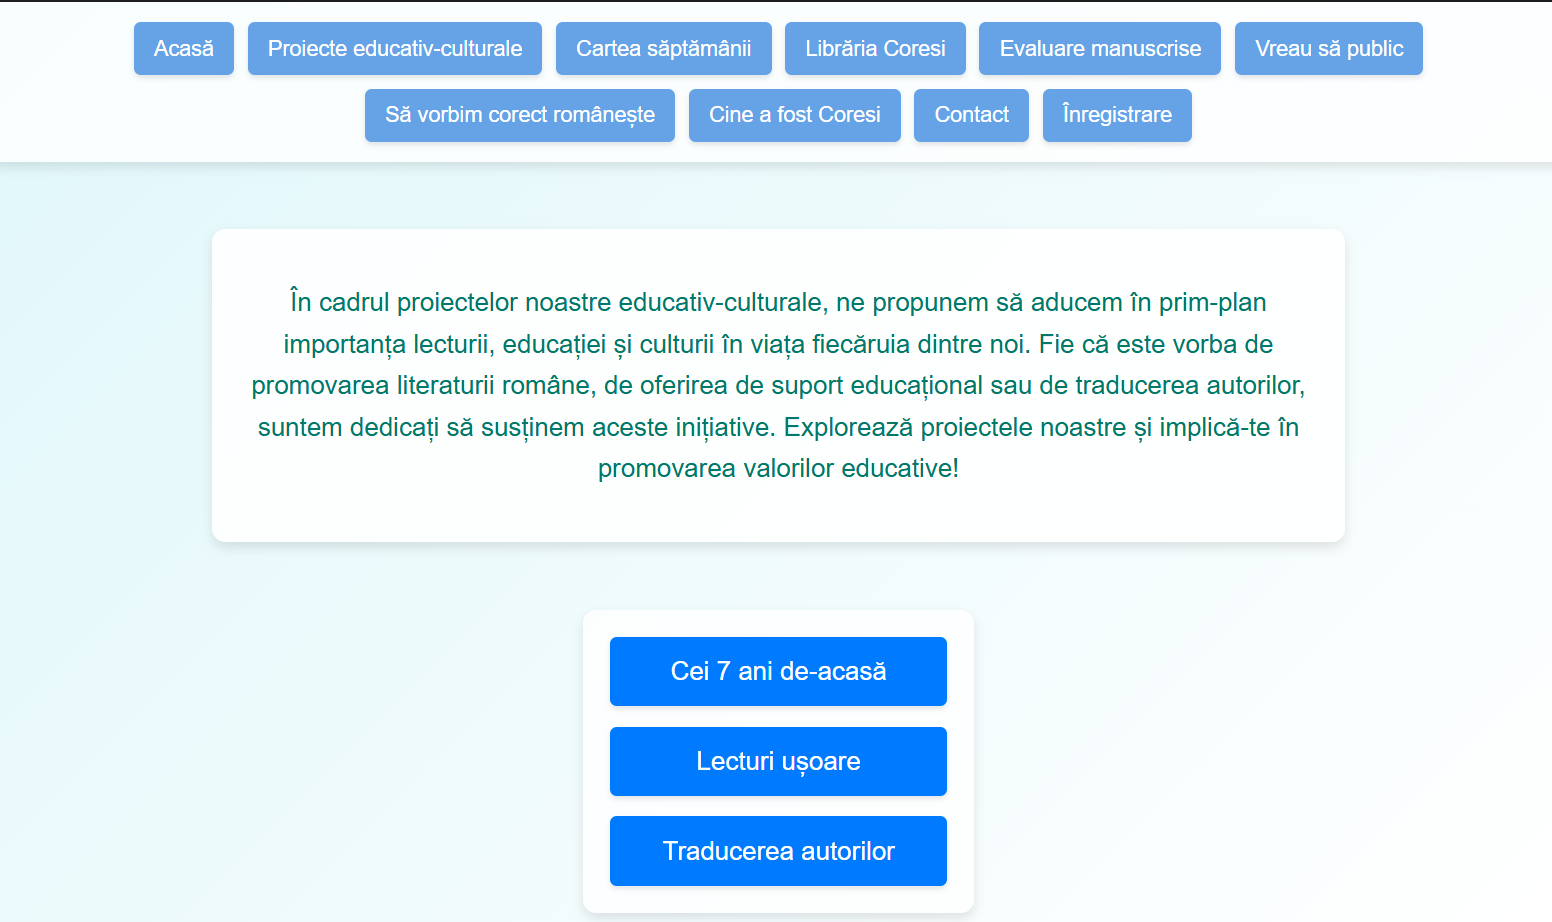 Acasă Proiecte educativ-culturale Cartea săptămânii Librăria Coresi Evaluare manuscrise Vreau să public
Să vorbim corect românește Cine a fost Coresi Contact Înregistrare
În cadrul proiectelor noastre educativ-culturale, ne propunem să aducem în prim-plan
importanța lecturii, educației și culturii în viața fiecăruia dintre noi. Fie că este vorba de
promovarea literaturii române, de oferirea de suport educațional sau de traducerea autorilor,
suntem dedicați să susținem aceste inițiative. Explorează proiectele noastre și implică-te în
promovarea valorilor educative!
Cei 7 ani de-acasă
Lecturi ușoare
Traducerea autorilor